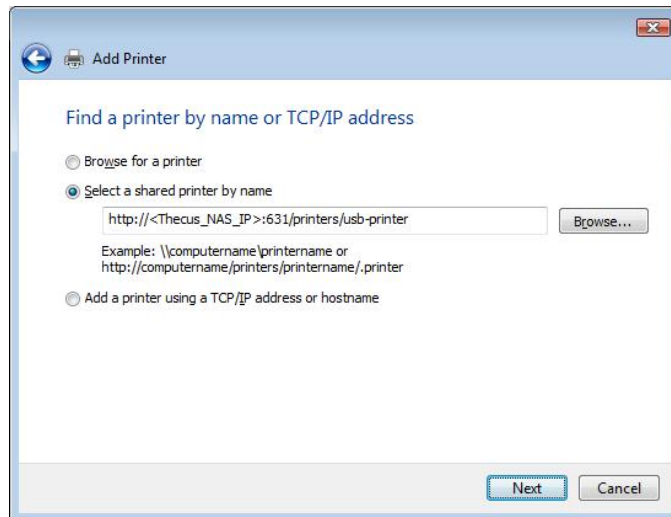 Add Printer
Find a printer by name or TCP/IP address
Browse for a printer
Select a shared printer by name
http://<Thecus_NAS_IP>:631/printers/usb-printer
Browse...
Example: \\computername\printername or
http://computername/printers/printername/.printer
Add a printer using a TCP/IP address or hostname
Next
Cancel